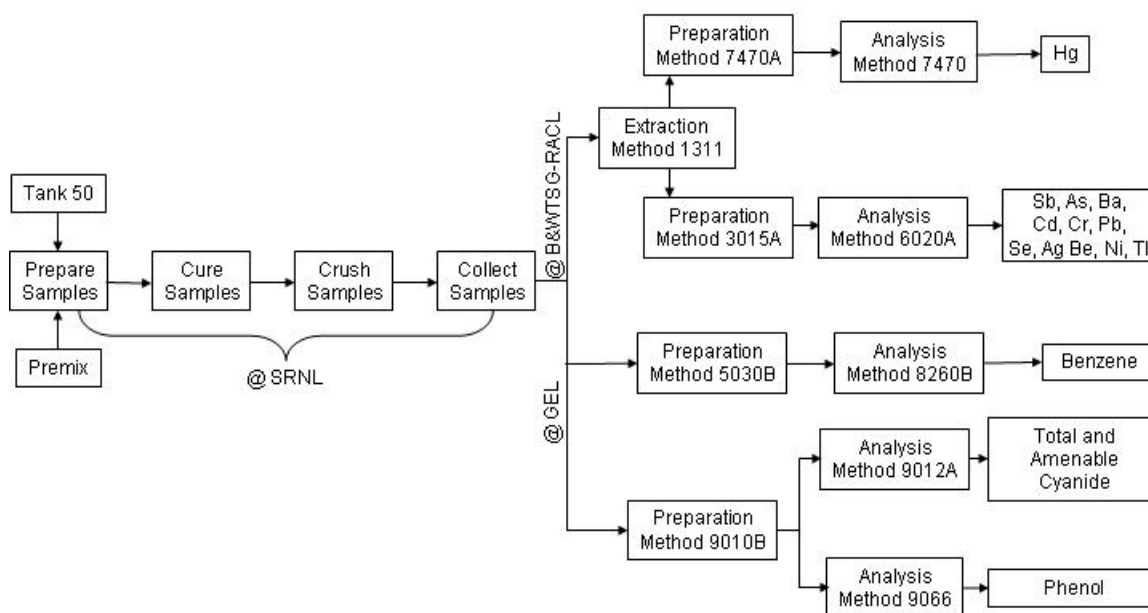 Tank 50
Prepare
Samples
Premix
Cure
Samples
Crush
Samples
Collect
Samples
@ SRNL
@ B&WTSG-RACL
@ GEL
Extraction
Method 1311
Preparation
Method 7470A
Analysis
Method 7470
Hg
Preparation
Method 3015A
Analysis
Method 6020A
Sb, As, Ba,
Cd, Cr, Pb,
Se, Ag Be, Ni, Tl
Preparation
Method 5030B
Analysis
Method 8260B
Benzene
Preparation
Method 9010B
Analysis
Method 9012A
Total and
Amenable
Cyanide
Analysis
Method 9066
Phenol